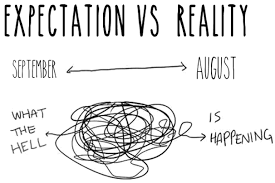 EXPECTATION VS REALITY
SEPTEMBER AUGUST
WHAT
THE
HELL
IS
HAPPENING